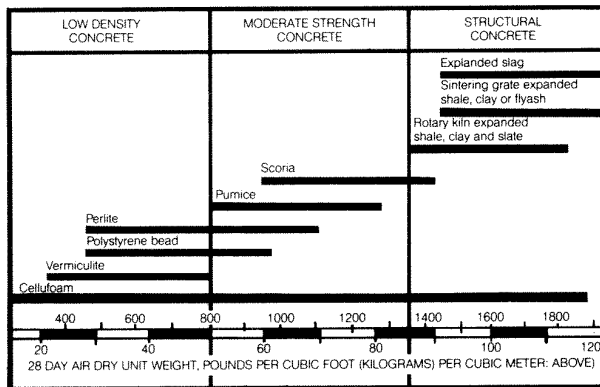 LOW DENSITY
CONCRETE
MODERATE STRENGTH
CONCRETE
STRUCTURAL
CONCRETE
Explanded slag
Sintering grate expanded
shale, clay or flyash
Rotary kiln expanded
shale, clay and slate
Scoria
Pumice
Perlite
Polystyrene bead
Vermiculite
Cellufoam
400 800 1000 1200 1400 1600 1800
20 40 60 80 100 120
28 DAY AIR DRY UNIT WEIGHT, POUNDS PER CUBIC FOOT (KILOGRAMS) PER CUBIC METER: ABOVE)